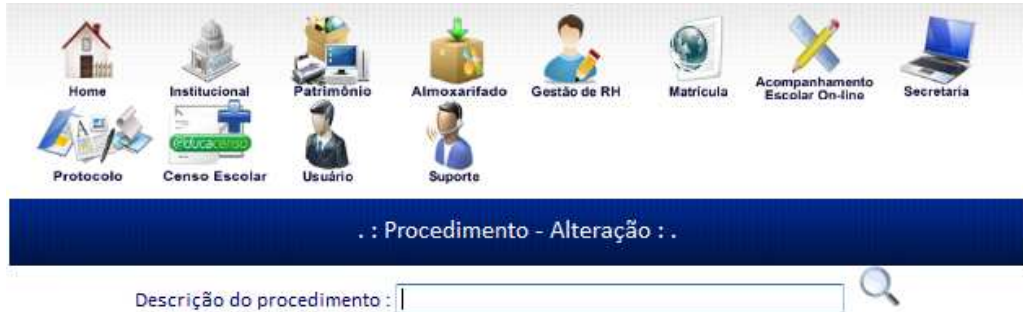 Home Institucional Patrimônio Almoxarifado Gestão de RH Matrícula Acompanhamento Escolar On-line Secretaria
educacenso
Protocolo Censo Escolar Usuário Suporte
. : Procedimento - Alteração : .
Descrição do procedimento :